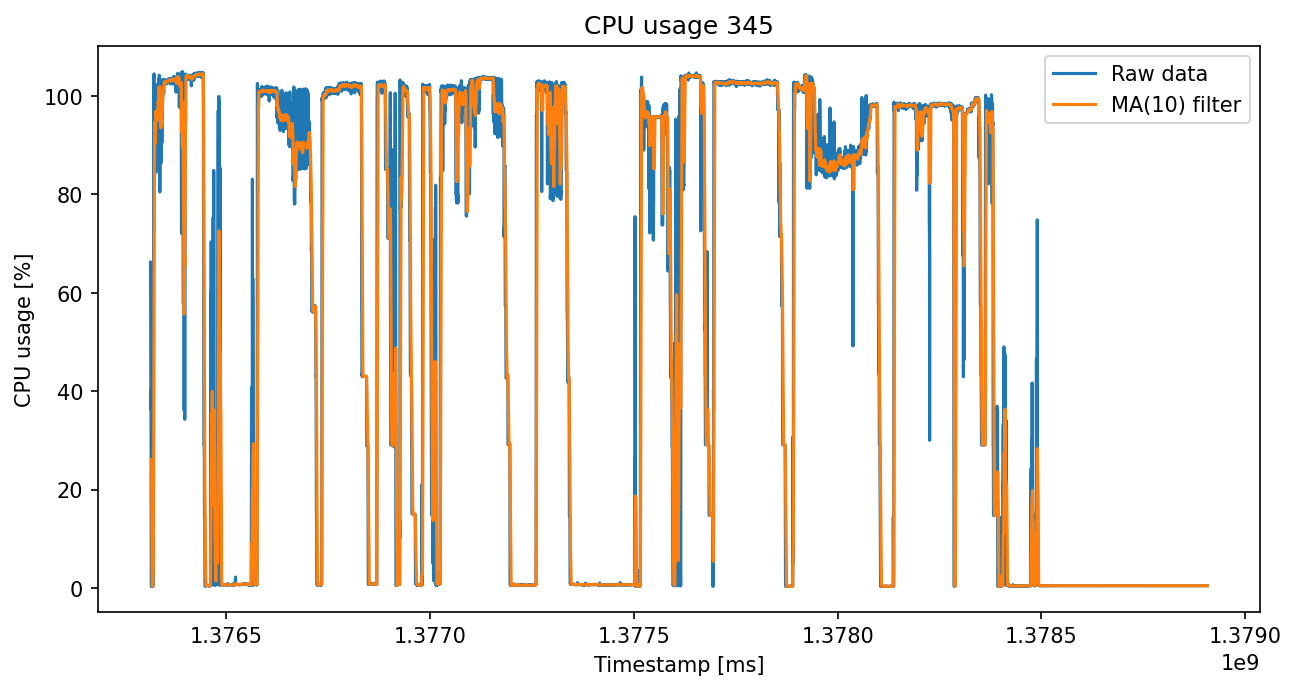 CPU usage 345
Raw data
MA(10) filter
CPU usage [%]
100
80
60
40
20
0
1.3765
1.3770
1.3775
1.3780
1.3785
1.3790
1e9
Timestamp [ms]